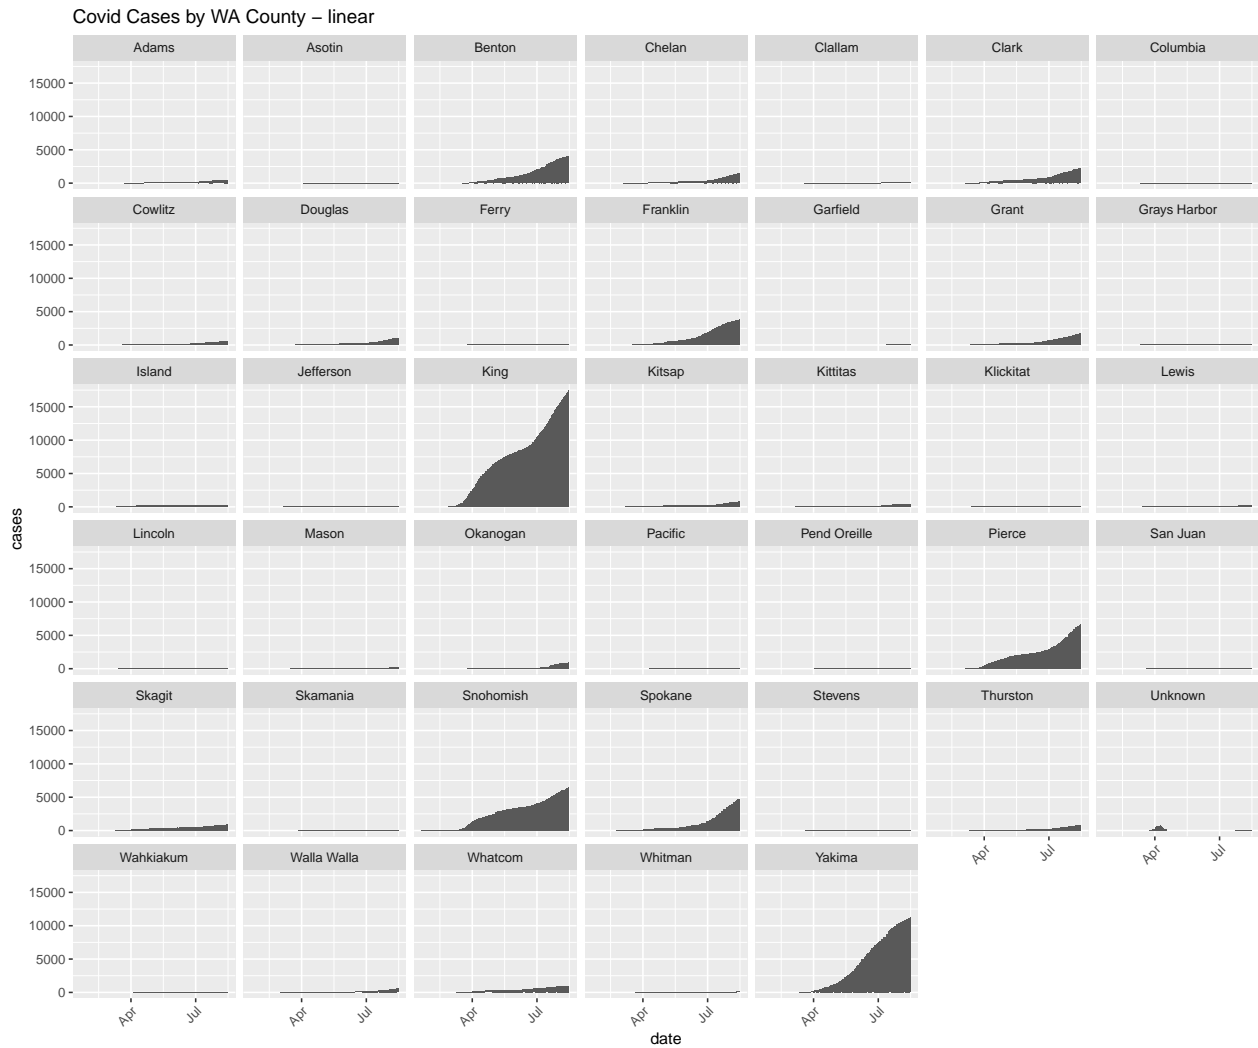 Covid Cases by WA County – linear
Adams Asotin Benton Chelan Clallam Clark Columbia
15000
10000
5000
0
Cowlitz Douglas Ferry Franklin Garfield Grant Grays Harbor
15000
10000
5000
0
Island Jefferson King Kitsap Kittitas Klickitat Lewis
15000
10000
5000
0
cases
Lincoln Mason Okanogan Pacific Pend Oreille Pierce San Juan
15000
10000
5000
0
Skagit Skamania Snohomish Spokane Stevens Thurston Unknown
15000
10000
5000
0
Apr Jul Apr Jul
Wahkiakum Walla Walla Whatcom Whitman Yakima
15000
10000
5000
0
Apr Jul Apr Jul Apr Jul Apr Jul Apr Jul
date